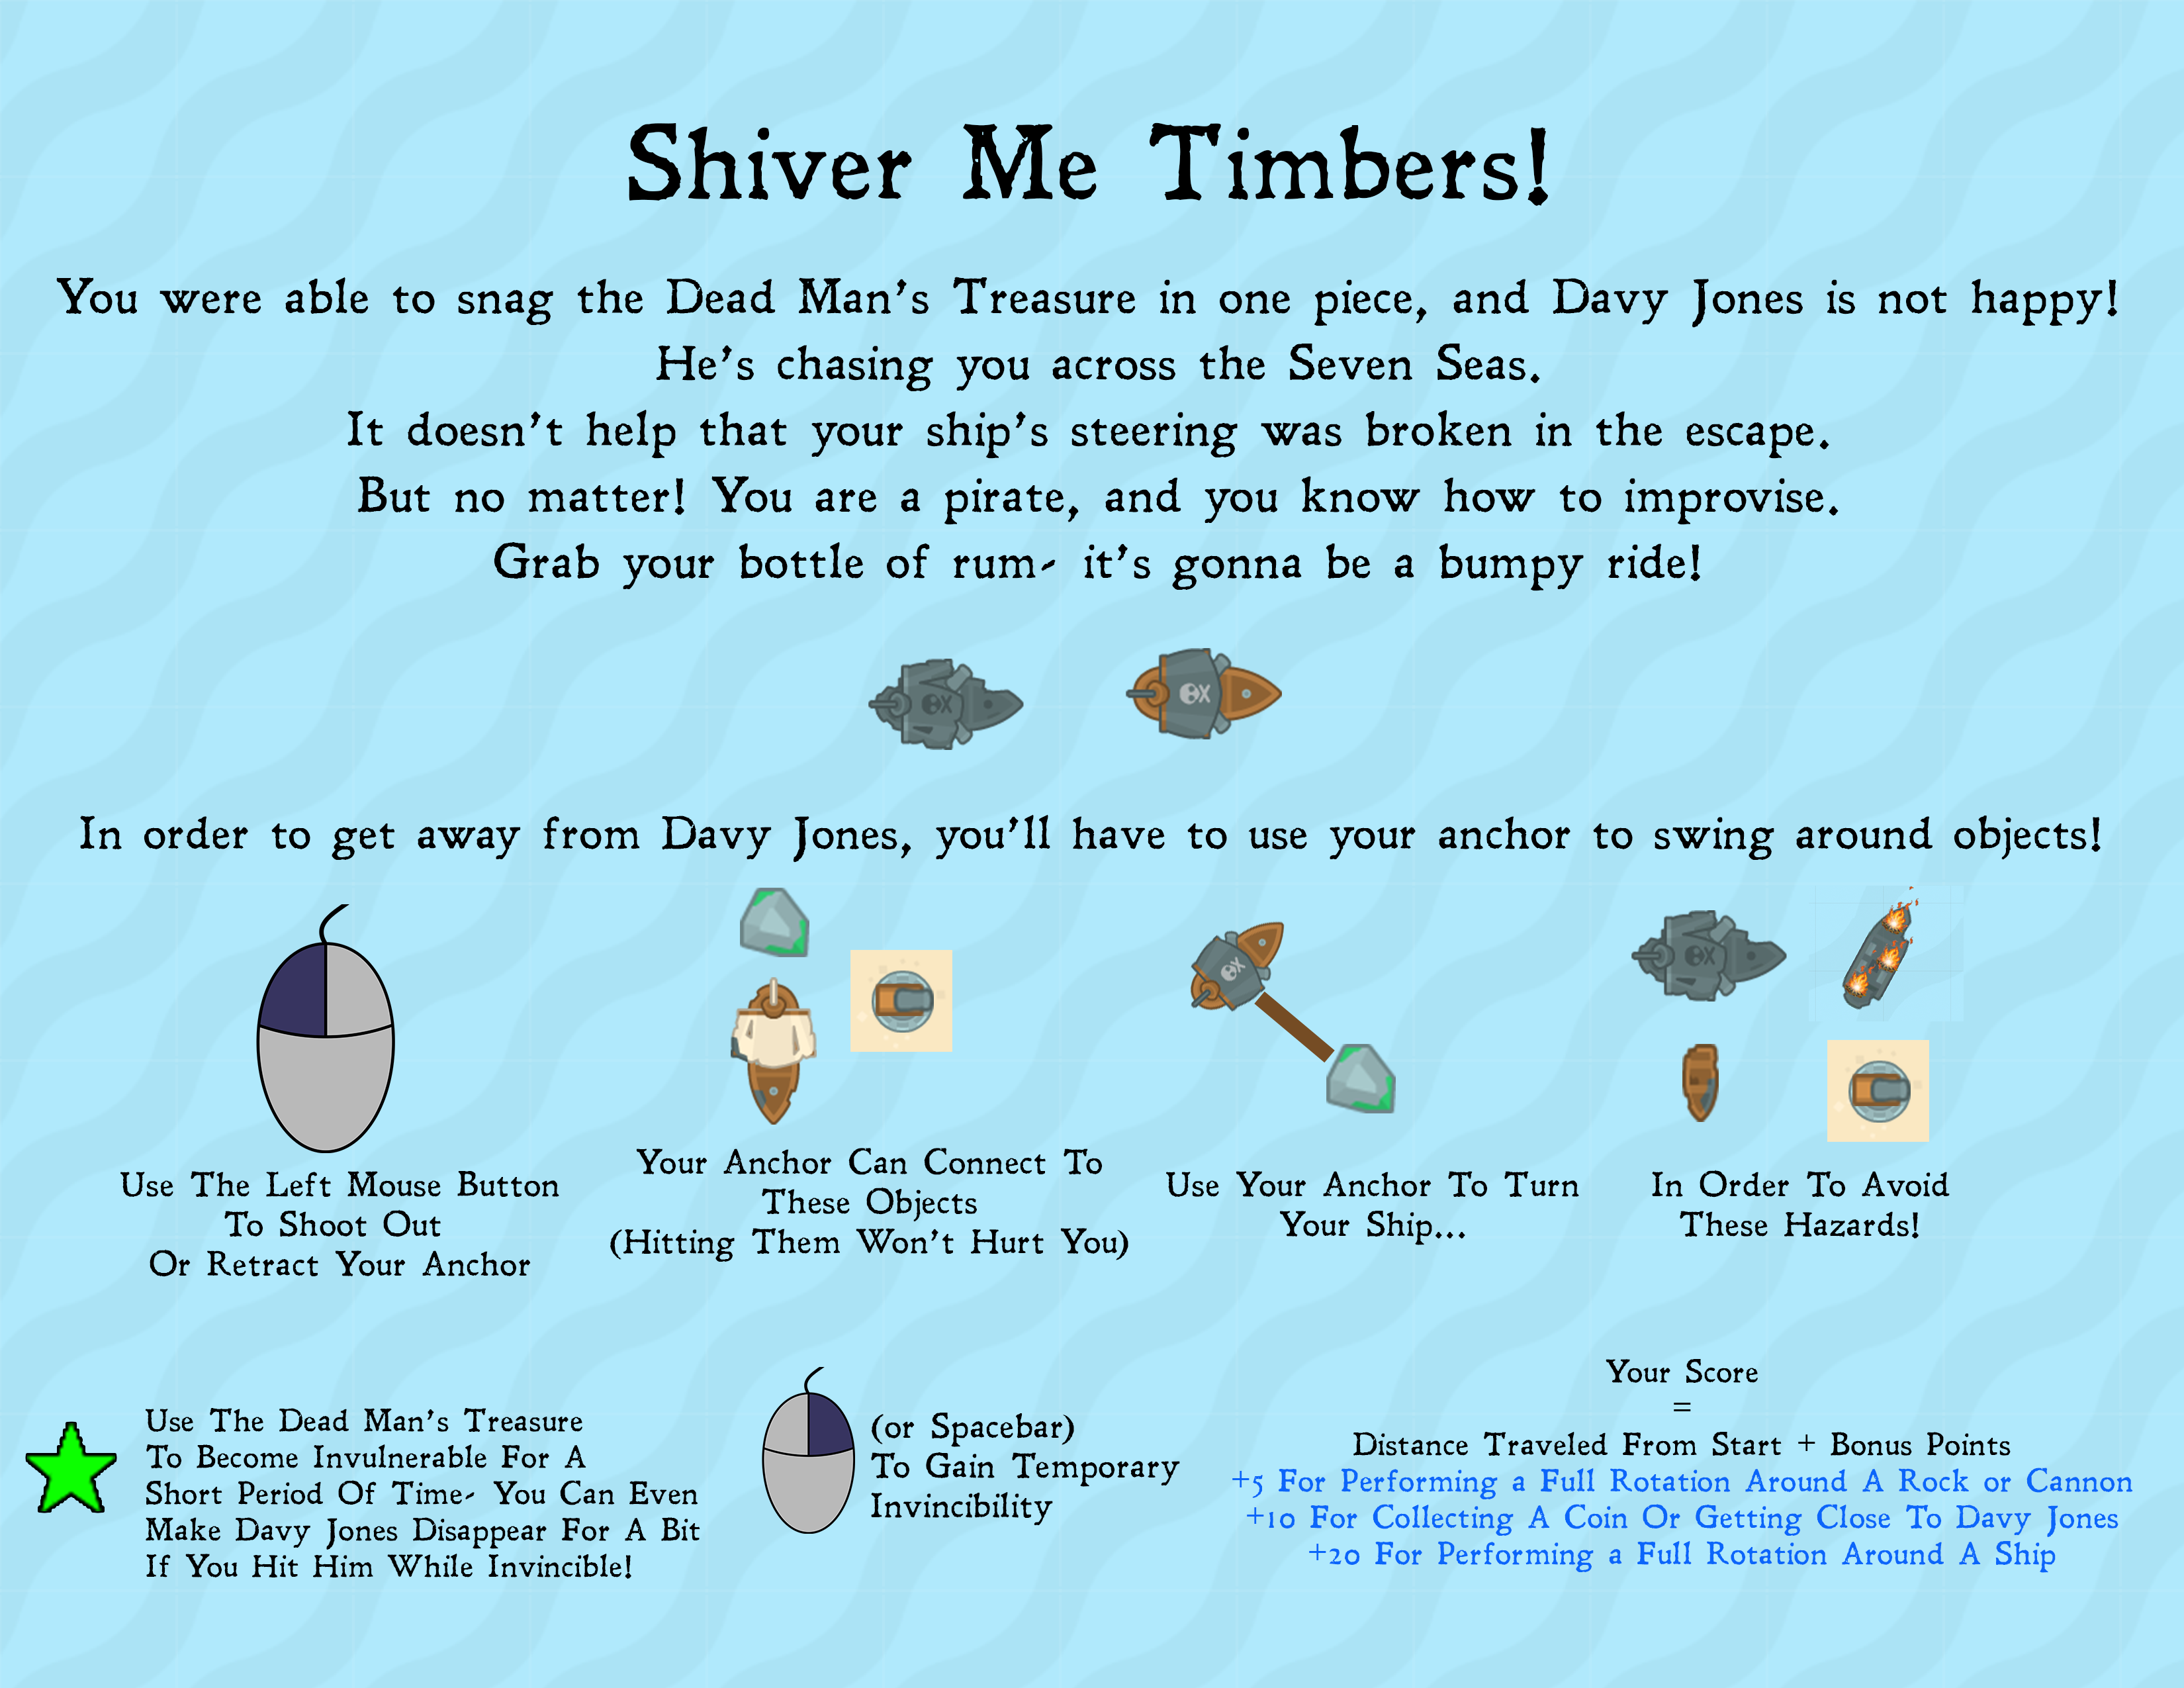 Shiver Me Timbers!
You were able to snag the Dead Man's Treasure in one piece, and Davy Jones is not happy!
He's chasing you across the Seven Seas.
It doesn't help that your ship's steering was broken in the escape.
But no matter! You are a pirate, and you know how to improvise.
Grab your bottle of rum- it's gonna be a bumpy ride!
In order to get away from Davy Jones, you'll have to use your anchor to swing around objects!
Use The Left Mouse Button
To Shoot Out
Or Retract Your Anchor
Your Anchor Can Connect To
These Objects
(Hitting Them Won't Hurt You)
Use Your Anchor To Turn
Your Ship...
In Order To Avoid
These Hazards!
Use The Dead Man's Treasure
To Become Invulnerable For A
Short Period Of Time- You Can Even
Make Davy Jones Disappear For A Bit
If You Hit Him While Invincible!
(or Spacebar)
To Gain Temporary
Invincibility
Your Score
=
Distance Traveled From Start + Bonus Points
+5 For Performing a Full Rotation Around A Rock or Cannon
+10 For Collecting A Coin Or Getting Close To Davy Jones
+20 For Performing a Full Rotation Around A Ship